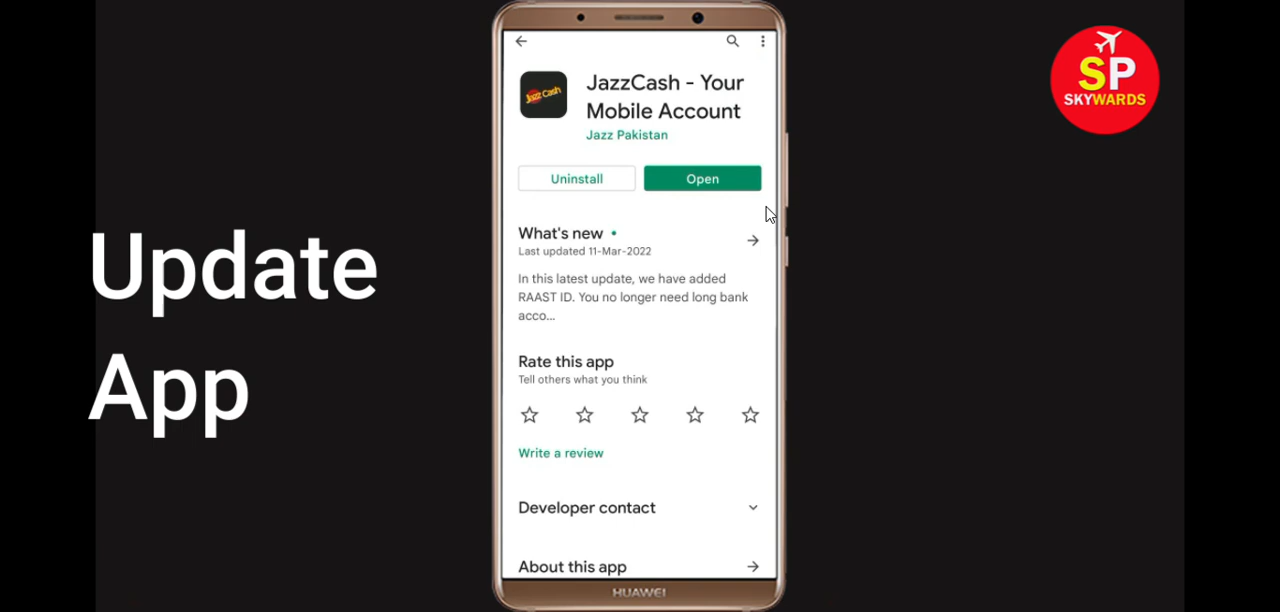 Update
App
JazzCash - Your
Mobile Account
Jazz Pakistan
Jazz Cash
Uninstall
Open
What's new
Last updated 11-Mar-2022
In this latest update, we have added
RAAST ID. You no longer need long bank
acco...
Rate this app
Tell others what you think
Write a review
Developer contact
About this app
HUAWEI
SP
SKYWARDS